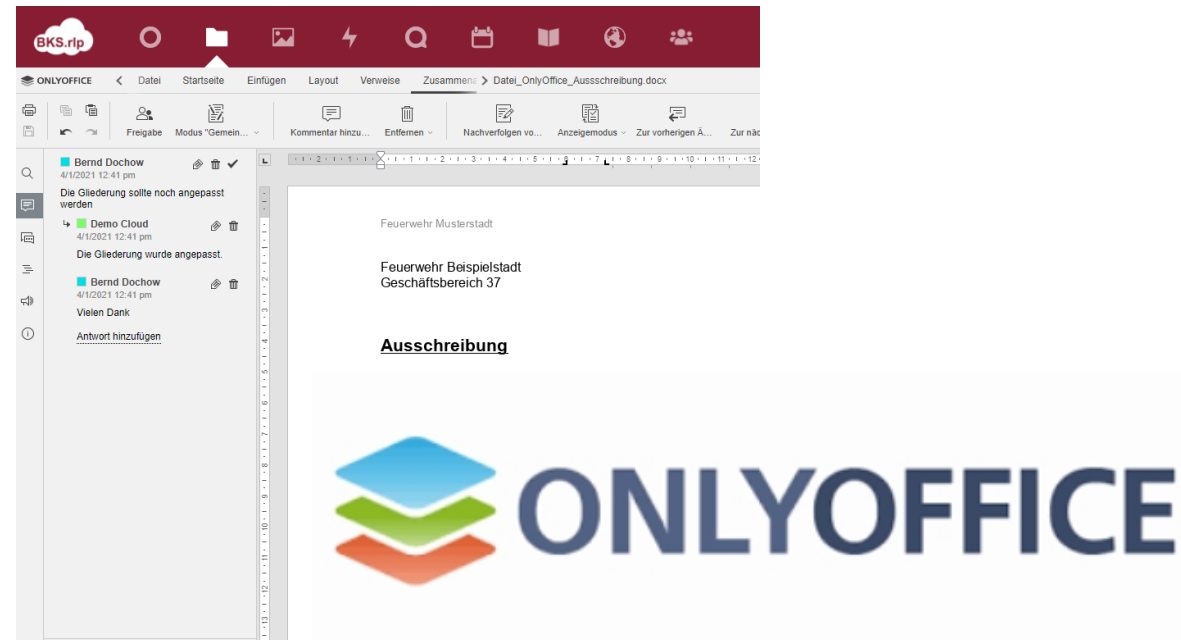 BKS.rlp
ONLYOFFICE
Datei Startseite Einfügen Layout Verweise Zusammena Datei_OnlyOffice_Aussschreibung.docx
Freigabe Modus "Gemein... Kommentar hinzu... Entfernen Nachverfolgen vo... Anzeigemodus Zur vorherigen Ä... Zur näc
Bernd Dochow
4/1/2021 12:41 pm
Die Gliederung sollte noch angepasst
werden
Demo Cloud
4/1/2021 12:41 pm
Die Gliederung wurde angepasst.
Bernd Dochow
4/1/2021 12:41 pm
Vielen Dank
Antwort hinzufügen
Feuerwehr Musterstadt
Feuerwehr Beispielstadt
Geschäftsbereich 37
Ausschreibung
ONLYOFFICE